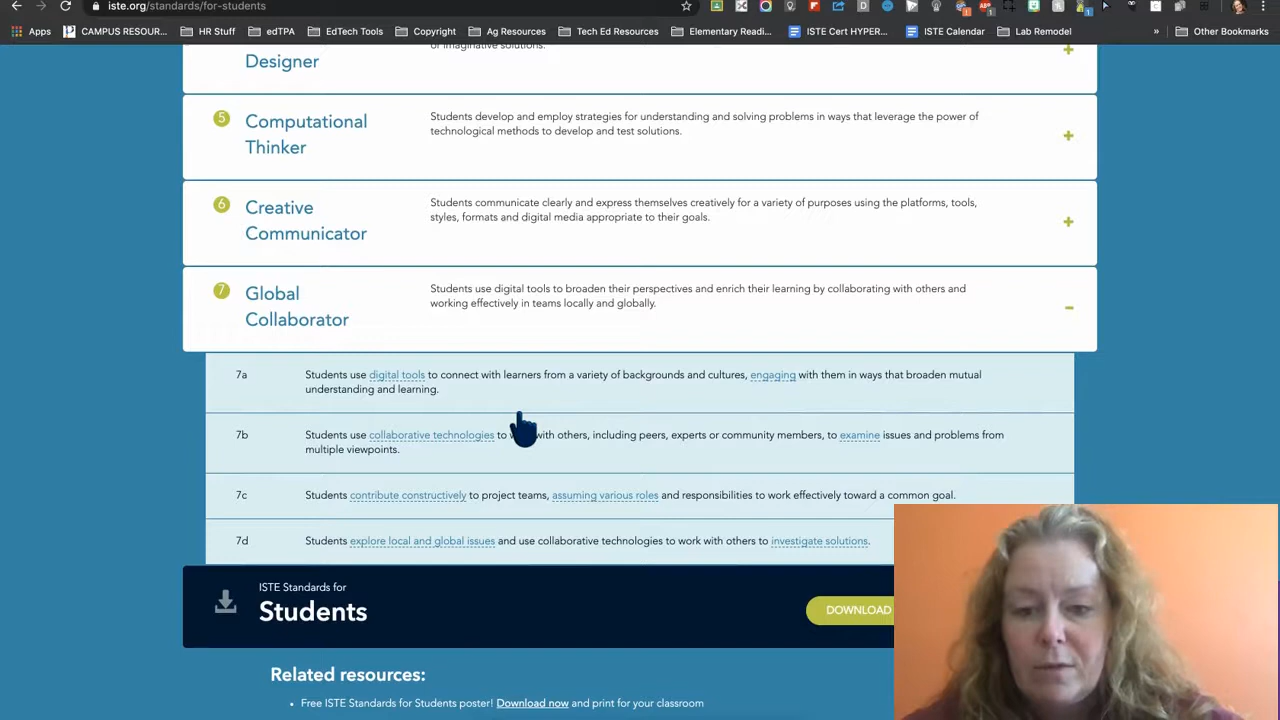 iste.org/standards/for-students
Apps
CAMPUS RESOUR...
HR Stuff
edTPA
EdTech Tools
Copyright
Ag Resources
Tech Ed Resources
Elementary Readi...
ISTE Cert HYPER...
ISTE Calendar
Lab Remodel
»
Other Bookmarks
or imaginative solutions.
Designer
+
5
Computational
Thinker
Students develop and employ strategies for understanding and solving problems in ways that leverage the power of
technological methods to develop and test solutions.
+
6
Creative
Communicator
Students communicate clearly and express themselves creatively for a variety of purposes using the platforms, tools,
styles, formats and digital media appropriate to their goals.
+
7
Global
Collaborator
Students use digital tools to broaden their perspectives and enrich their learning by collaborating with others and
working effectively in teams locally and globally.
-
7a
Students use digital tools to connect with learners from a variety of backgrounds and cultures, engaging with them in ways that broaden mutual
understanding and learning.
7b
Students use collaborative technologies to with others, including peers, experts or community members, to examine issues and problems from
multiple viewpoints.
7c
Students contribute constructively to project teams, assuming various roles and responsibilities to work effectively toward a common goal.
7d
Students explore local and global issues and use collaborative technologies to work with others to investigate solutions.
ISTE Standards for
Students
DOWNLOAD
Related resources:
• Free ISTE Standards for Students poster! Download now and print for your classroom